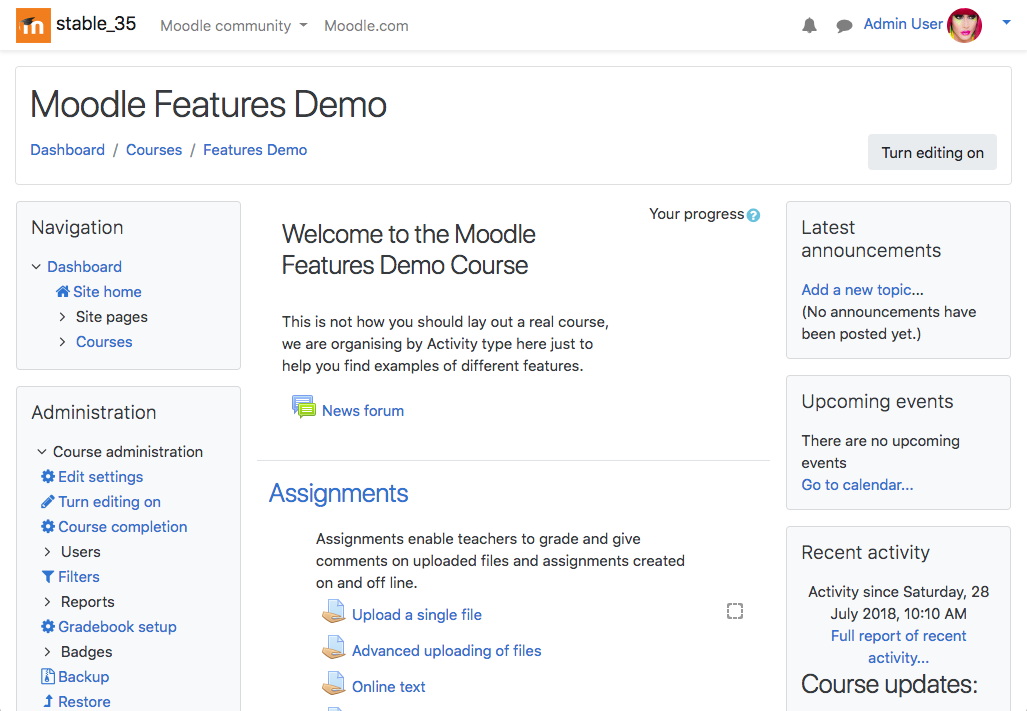 stable_35
Moodle community
Moodle.com
Admin User
Moodle Features Demo
Dashboard / Courses / Features Demo
Turn editing on
Navigation
Dashboard
Site home
Site pages
Courses
Administration
Course administration
Edit settings
Turn editing on
Course completion
Users
Filters
Reports
Gradebook setup
Badges
Backup
Restore
Your progress
Welcome to the Moodle
Features Demo Course
This is not how you should lay out a real course,
we are organising by Activity type here just to
help you find examples of different features.
News forum
Assignments
Assignments enable teachers to grade and give
comments on uploaded files and assignments created
on and off line.
Upload a single file
Advanced uploading of files
Online text
Latest
announcements
Add a new topic...
(No announcements have
been posted yet.)
Upcoming events
There are no upcoming
events
Go to calendar...
Recent activity
Activity since Saturday, 28
July 2018, 10:10 AM
Full report of recent
activity...
Course updates: